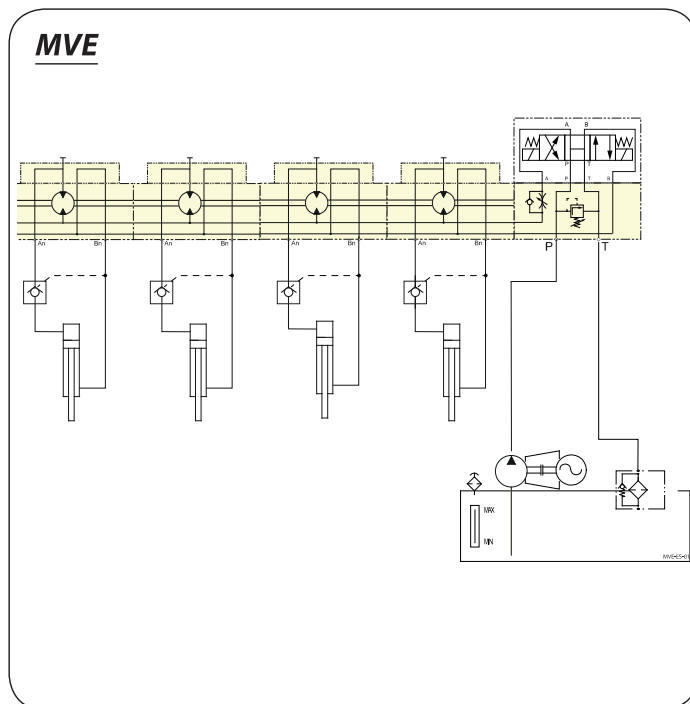 MVE
A B
P T
A P T B
An Bn An Bn An Bn An Bn
P T
MAX
MIN
MVE-ES-01